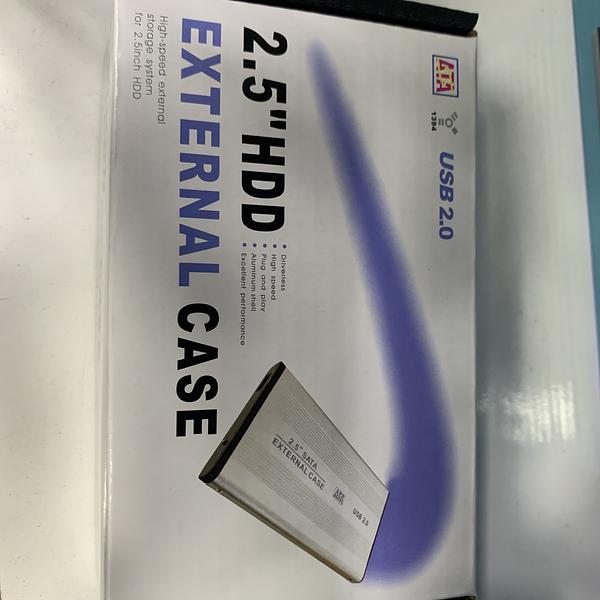 ATA
1394
USB 2.0
2.5"HDD
EXTERNAL CASE
High-speed external
storage system
for 2.5inch HDD
• Driverless
• High speed
• Plug and play
• Aluminum shell
• Excellent performance
2.5" SATA
EXTERNAL CASE
USB 2.0